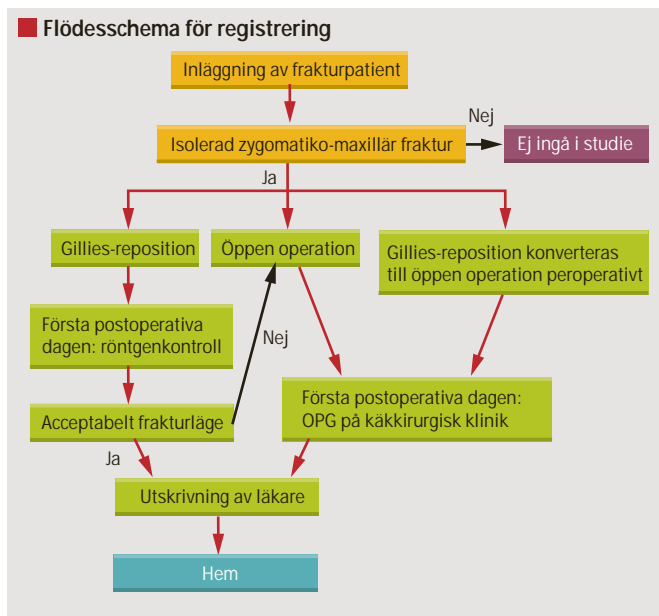 Flödesschema för registrering
Inläggning av frakturpatient
Nej
Isolerad zygomatiko-maxillär fraktur
Ej ingå i studie
Ja
Gillies-reposition
Öppen operation
Gillies-reposition konverteras
till öppen operation peroperativt
Första postoperativa
dagen: röntgenkontroll
Nej
Acceptabelt frakturläge
Första postoperativa dagen:
OPG på käkkirurgisk klinik
Ja
Utskrivning av läkare
Hem